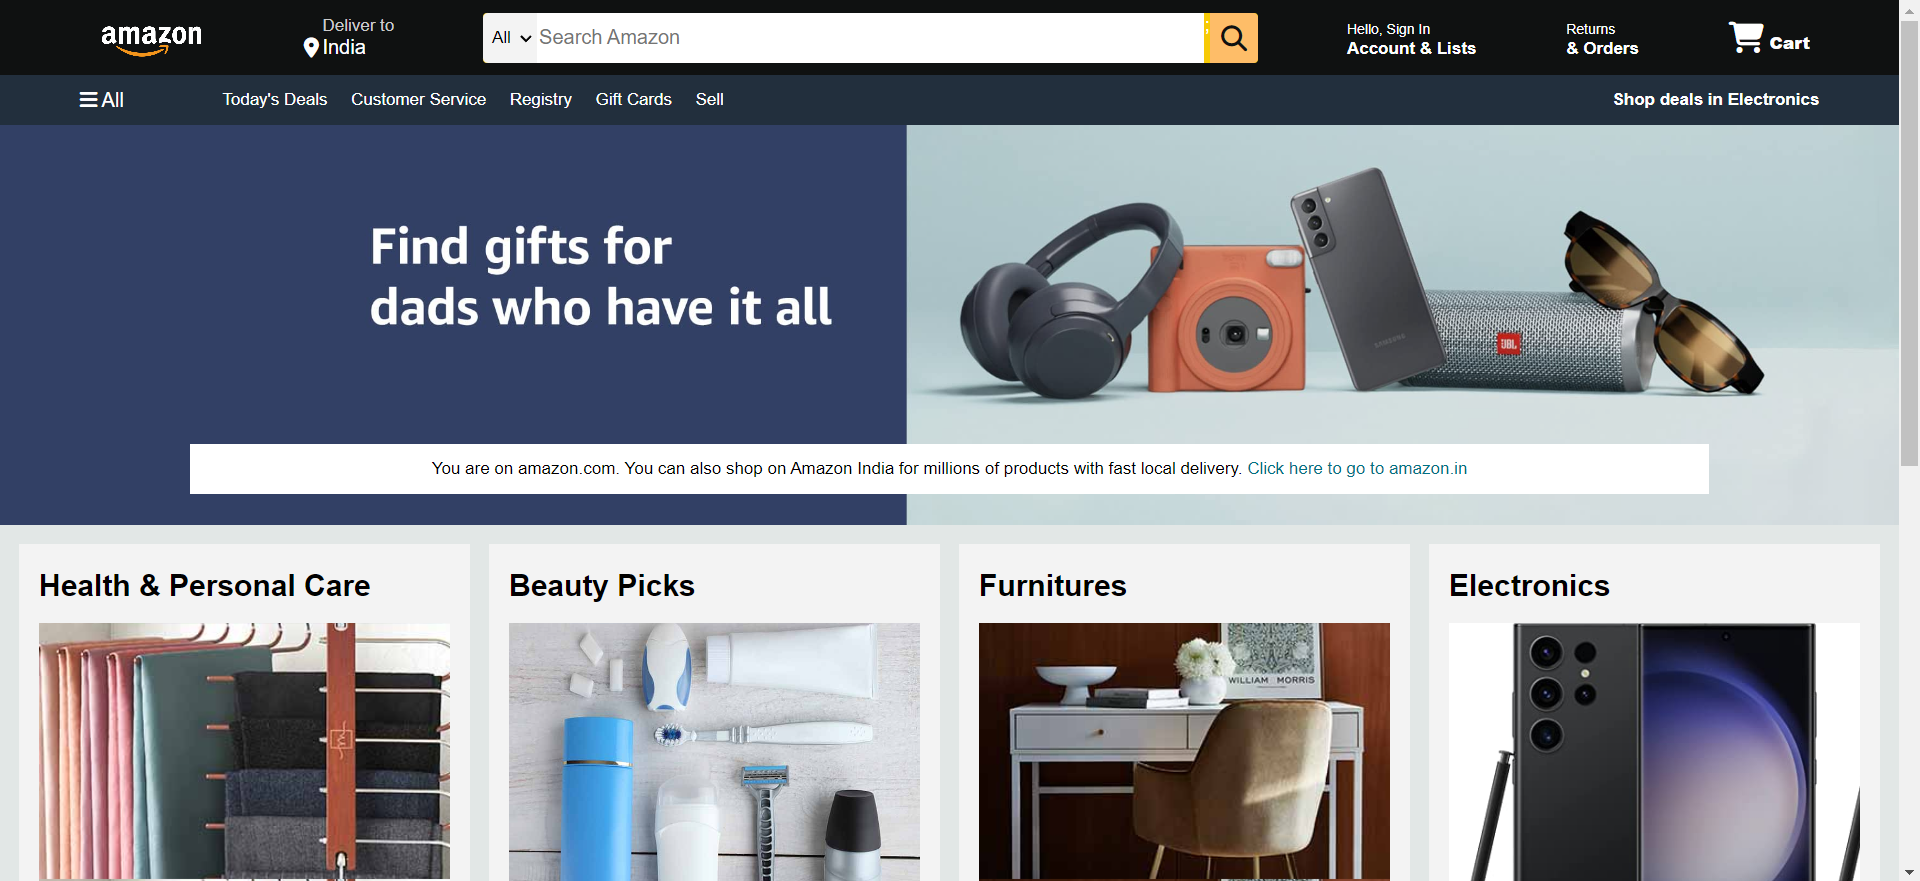 amazon
Deliver to
India
All
Search Amazon
Hello, Sign In
Account & Lists
Returns
& Orders
Cart
All
Today's Deals
Customer Service
Registry
Gift Cards
Sell
Shop deals in Electronics
Find gifts for
dads who have it all
SAMSUNG
JBL
You are on amazon.com. You can also shop on Amazon India for millions of products with fast local delivery. Click here to go to amazon.in
Health & Personal Care
Beauty Picks
Furnitures
Electronics
WILLIAM MORRIS